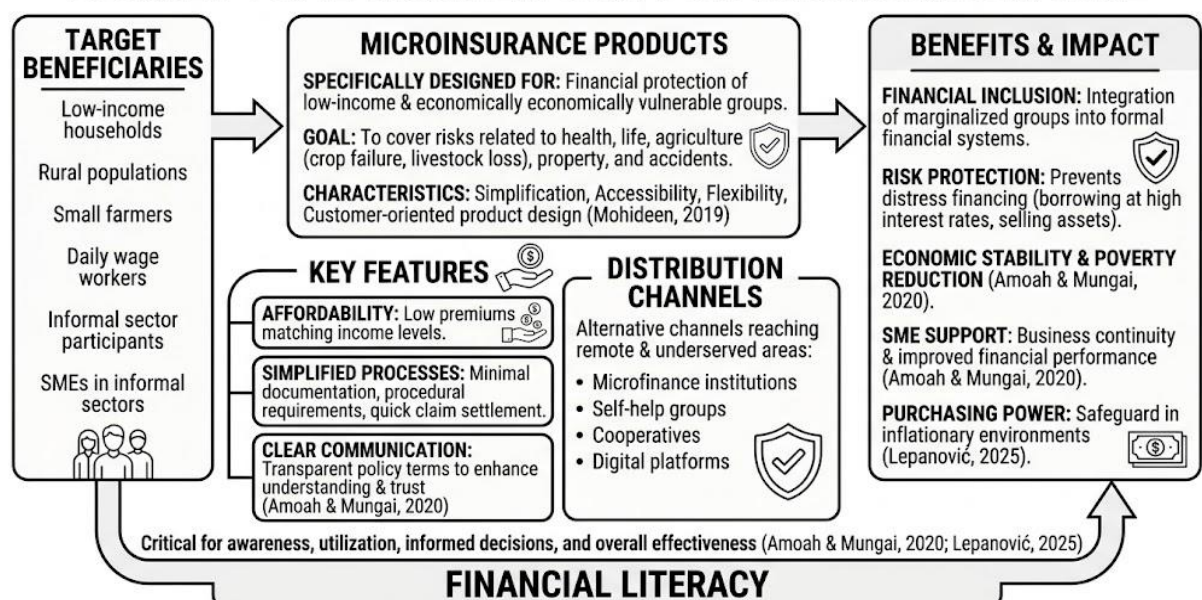 TARGET
BENEFICIARIES
Low-income
households
Rural populations
Small farmers
Daily wage
workers
Informal sector
participants
SMEs in informal
sectors
MICROINSURANCE PRODUCTS
SPECIFICALLY DESIGNED FOR: Financial protection of
low-income & economically economically vulnerable groups.
GOAL: To cover risks related to health, life, agriculture
(crop failure, livestock loss), property, and accidents.
CHARACTERISTICS: Simplification, Accessibility, Flexibility,
Customer-oriented product design (Mohideen, 2019)
KEY FEATURES
AFFORDABILITY: Low premiums
matching income levels.
SIMPLIFIED PROCESSES: Minimal
documentation, procedural
requirements, quick claim settlement.
CLEAR COMMUNICATION:
Transparent policy terms to enhance
understanding & trust
(Amoah & Mungai, 2020)
DISTRIBUTION
CHANNELS
Alternative channels reaching
remote & underserved areas:
• Microfinance institutions
• Self-help groups
• Cooperatives
• Digital platforms
BENEFITS & IMPACT
FINANCIAL INCLUSION: Integration
of marginalized groups into formal
financial systems.
RISK PROTECTION: Prevents
distress financing (borrowing at high
interest rates, selling assets).
ECONOMIC STABILITY & POVERTY
REDUCTION (Amoah & Mungai,
2020).
SME SUPPORT: Business continuity
& improved financial performance
(Amoah & Mungai, 2020).
PURCHASING POWER: Safeguard in
inflationary environments
(Lepanović, 2025).
Critical for awareness, utilization, informed decisions, and overall effectiveness (Amoah & Mungai, 2020; Lepanović, 2025)
FINANCIAL LITERACY